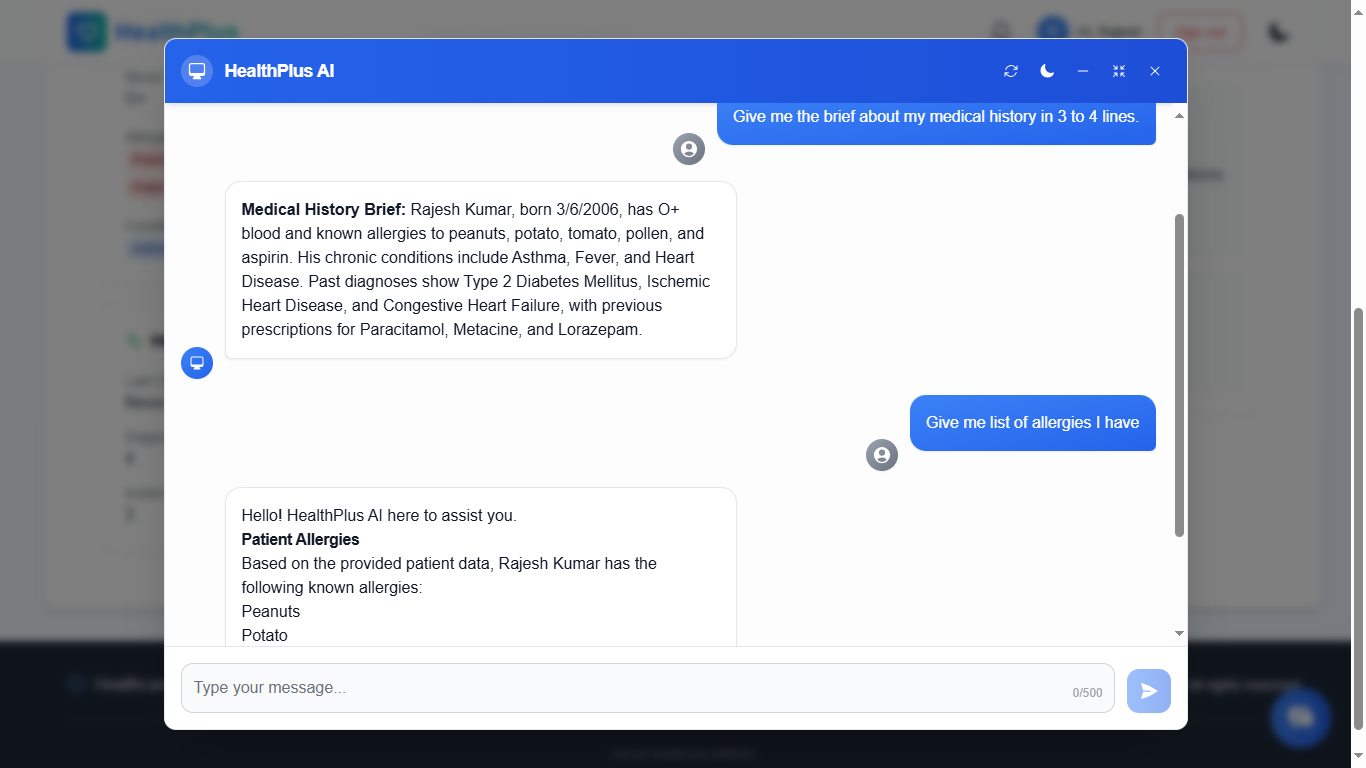 HealthPlus
HealthPlus AI
Give me the brief about my medical history in 3 to 4 lines.
Medical History Brief: Rajesh Kumar, born 3/6/2006, has O+
blood and known allergies to peanuts, potato, tomato, pollen, and
aspirin. His chronic conditions include Asthma, Fever, and Heart
Disease. Past diagnoses show Type 2 Diabetes Mellitus, Ischemic
Heart Disease, and Congestive Heart Failure, with previous
prescriptions for Paracitamol, Metacine, and Lorazepam.
Give me list of allergies I have
Hello! HealthPlus AI here to assist you.
Patient Allergies
Based on the provided patient data, Rajesh Kumar has the
following known allergies:
Peanuts
Potato
Type your message...
0/500